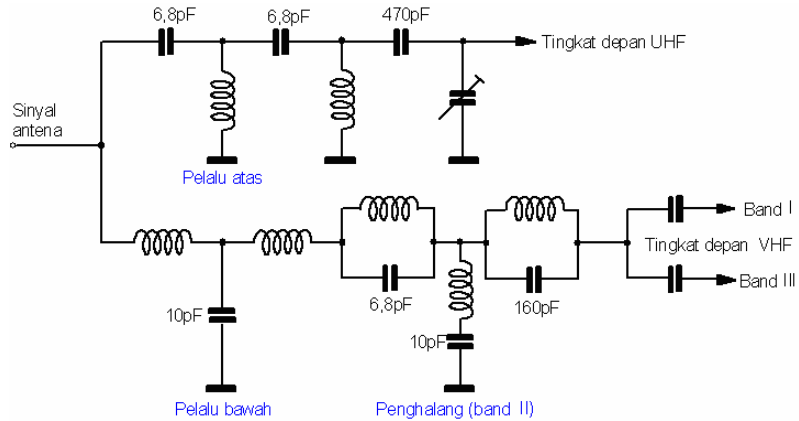 6,8pF
6,8pF
470pF
Tingkat depan UHF
Sinyal
antena
Pelalu atas
Band I
Tingkat depan VHF
Band III
6,8pF
160pF
10pF
10pF
Pelalu bawah
Penghalang (band II)